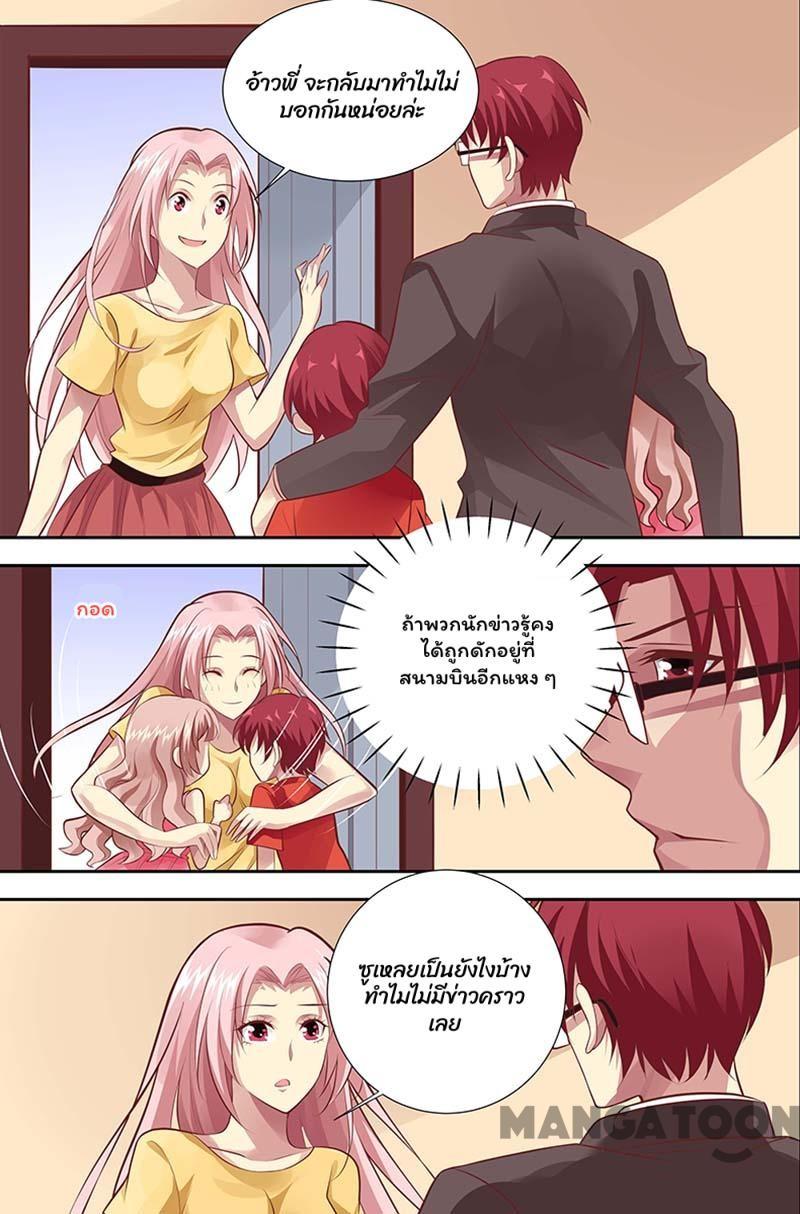 อ้าวพี่ จะกลับมาทำไมไม่
บอกกันหน่อยล่ะ
กอด
ถ้าพวกนักข่าวรู้คง
ได้ถูกดักอยู่ที่
สนามบินอีกแหง ๆ
ซูเหลยเป็นยังไงบ้าง
ทำไมไม่มีข่าวคราว
เลย
MANGATOON